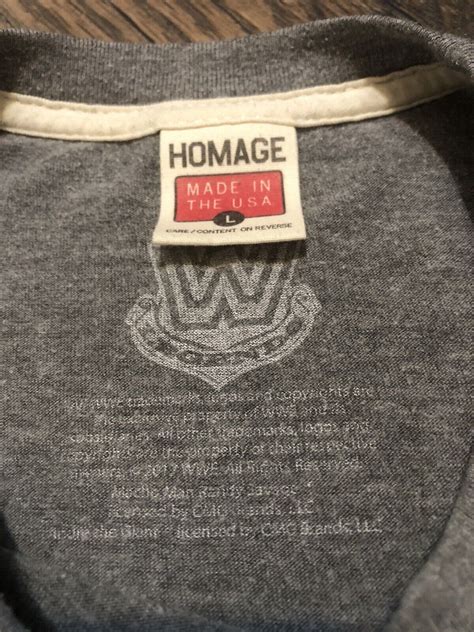 HOMAGE
MADE IN
THE U.S.A.
L
CARE / CONTENT ON REVERSE
W
LEGENDS
WWE trademarks, logos and copyrights are
the exclusive property of WWE and its
subsidiaries. All other trademarks, logos and
copyrights are the property of their respective
owners. © 2017 WWE. All Rights Reserved.
Macho Man Randy Savage
licensed by CMG Brands, LLC
Andre the Giant licensed by CMG Brands, LLC